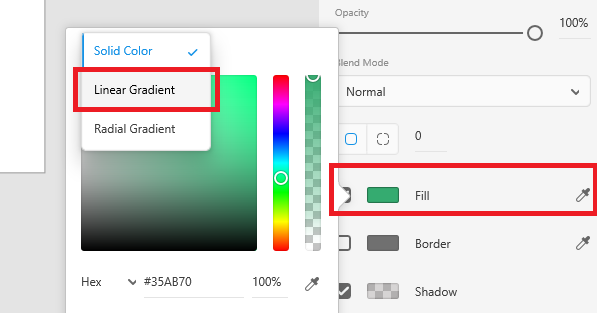 Opacity
100%
Solid Color
Blend Mode
Linear Gradient
Normal
Radial Gradient
0
Fill
Border
Hex
#35AB70
100%
Shadow